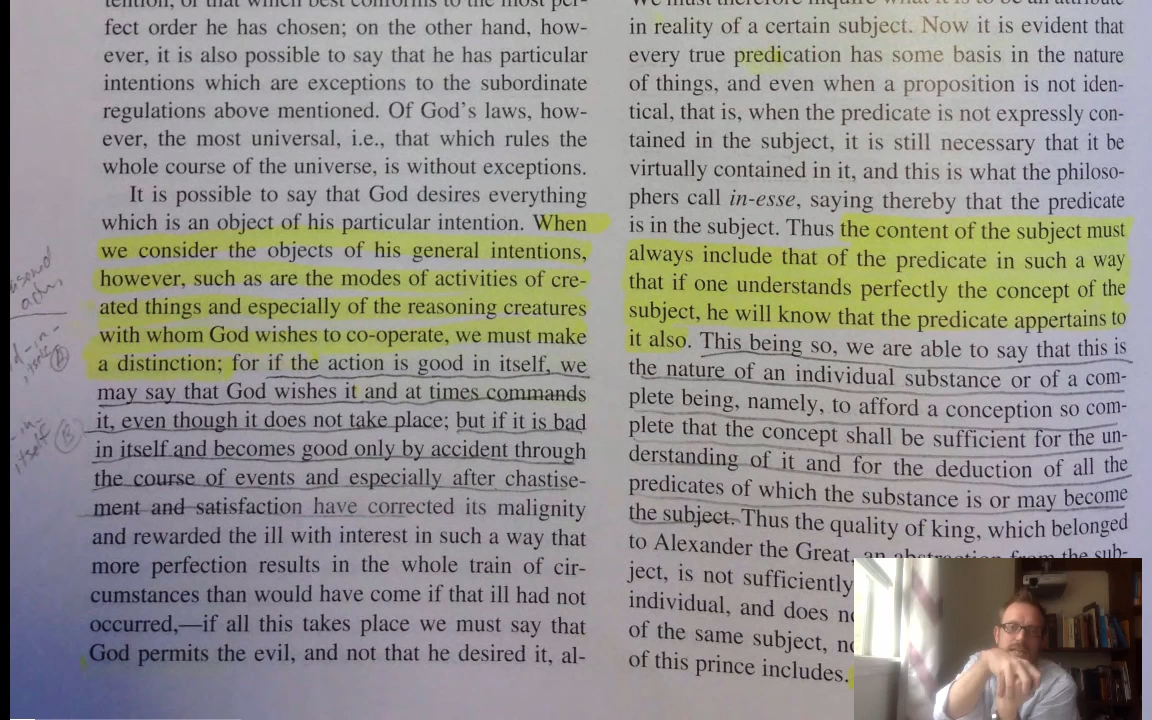 tention, of that which best conforms to the most per-
fect order he has chosen; on the other hand, how-
ever, it is also possible to say that he has particular
intentions which are exceptions to the subordinate
regulations above mentioned. Of God's laws, how-
ever, the most universal, i.e., that which rules the
whole course of the universe, is without exceptions.
It is possible to say that God desires everything
which is an object of his particular intention. When
we consider the objects of his general intentions,
however, such as are the modes of activities of cre-
ated things and especially of the reasoning creatures
with whom God wishes to co-operate, we must make
a distinction; for if the action is good in itself, we
may say that God wishes it and at times commands
it, even though it does not take place; but if it is bad
in itself and becomes good only by accident through
the course of events and especially after chastise-
ment and satisfaction have corrected its malignity
and rewarded the ill with interest in such a way that
more perfection results in the whole train of cir-
cumstances than would have come if that ill had not
occurred,—if all this takes place we must say that
God permits the evil, and not that he desired it, al-
We must therefore inquire what it is to be an attribute
in reality of a certain subject. Now it is evident that
every true predication has some basis in the nature
of things, and even when a proposition is not iden-
tical, that is, when the predicate is not expressly con-
tained in the subject, it is still necessary that it be
virtually contained in it, and this is what the philoso-
phers call in-esse, saying thereby that the predicate
is in the subject. Thus the content of the subject must
always include that of the predicate in such a way
that if one understands perfectly the concept of the
subject, he will know that the predicate appertains to
it also. This being so, we are able to say that this is
the nature of an individual substance or of a com-
plete being, namely, to afford a conception so com-
plete that the concept shall be sufficient for the un-
derstanding of it and for the deduction of all the
predicates of which the substance is or may become
the subject. Thus the quality of king, which belonged
to Alexander the Great, an abstraction from the sub-
ject, is not sufficiently
individual, and does
of the same subject,
of this prince includes.